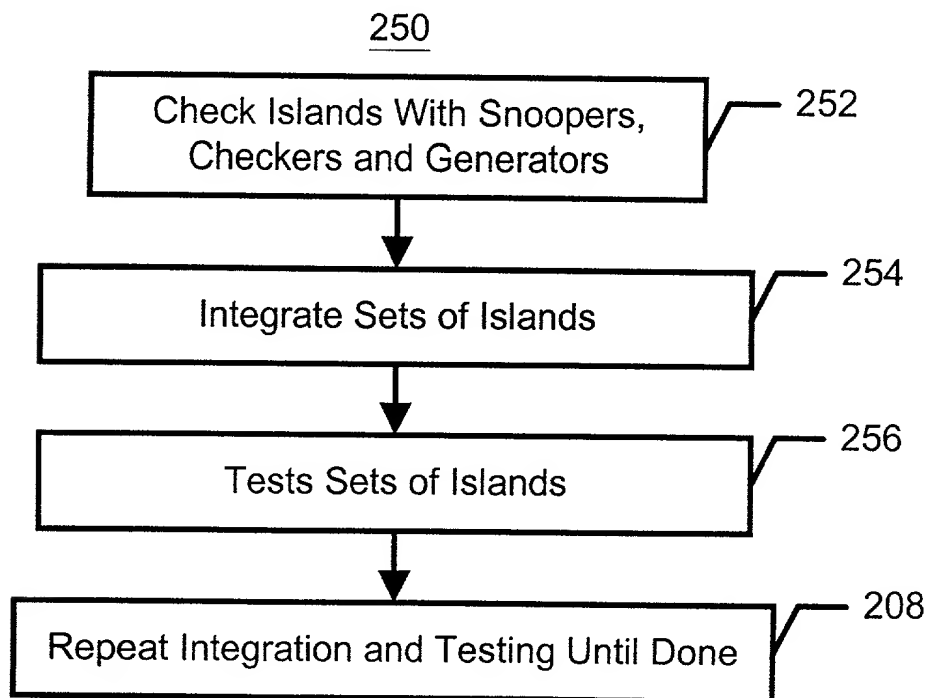 250
Check Islands With Snoopers,
Checkers and Generators
252
Integrate Sets of Islands
254
Tests Sets of Islands
256
Repeat Integration and Testing Until Done
208